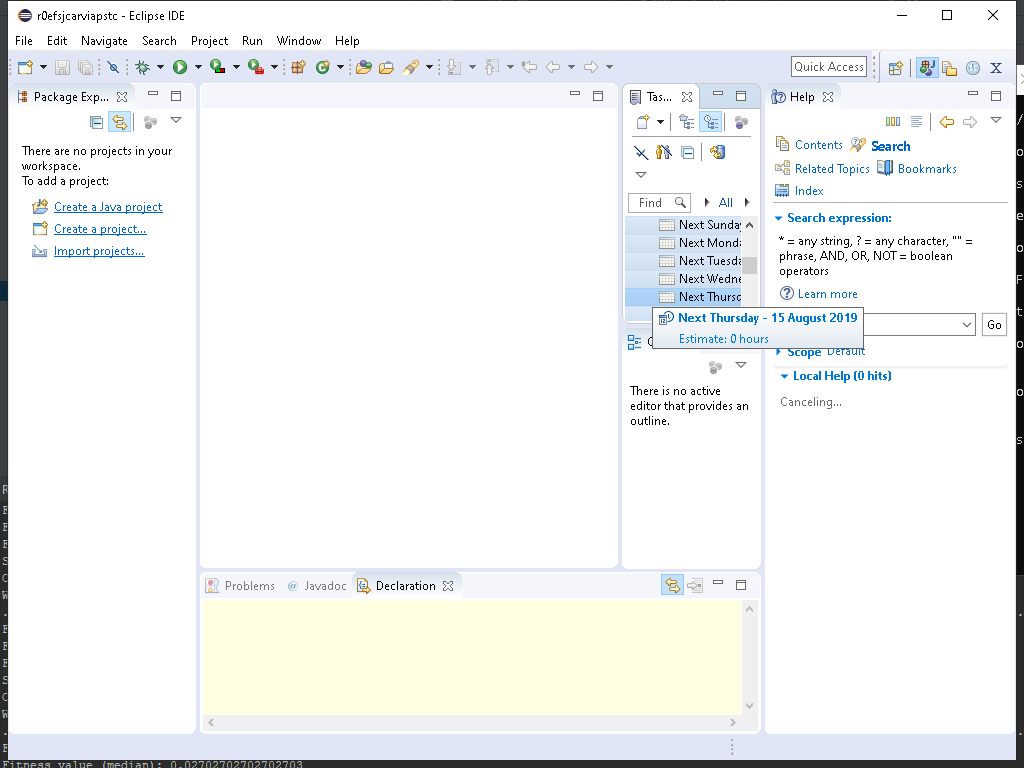 r0efsjcarviapstc - Eclipse IDE
File Edit Navigate Search Project Run Window Help
Quick Access
Package Exp...
There are no projects in your
workspace.
To add a project:
Create a Java project
Create a project...
Import projects...
Tas...
Find
All
Next Sunday
Next Monda
Next Tuesda
Next Wedne
Next Thursd
Next Thursday - 15 August 2019
Estimate: 0 hours
There is no active
editor that provides an
outline.
Help
Contents Search
Related Topics Bookmarks
Index
Search expression:
* = any string, ? = any character, "" =
phrase, AND, OR, NOT = boolean
operators
Learn more
Go
Scope Default
Local Help (0 hits)
Canceling...
Problems @ Javadoc Declaration
Fitness value (median): 0.02702702702702703